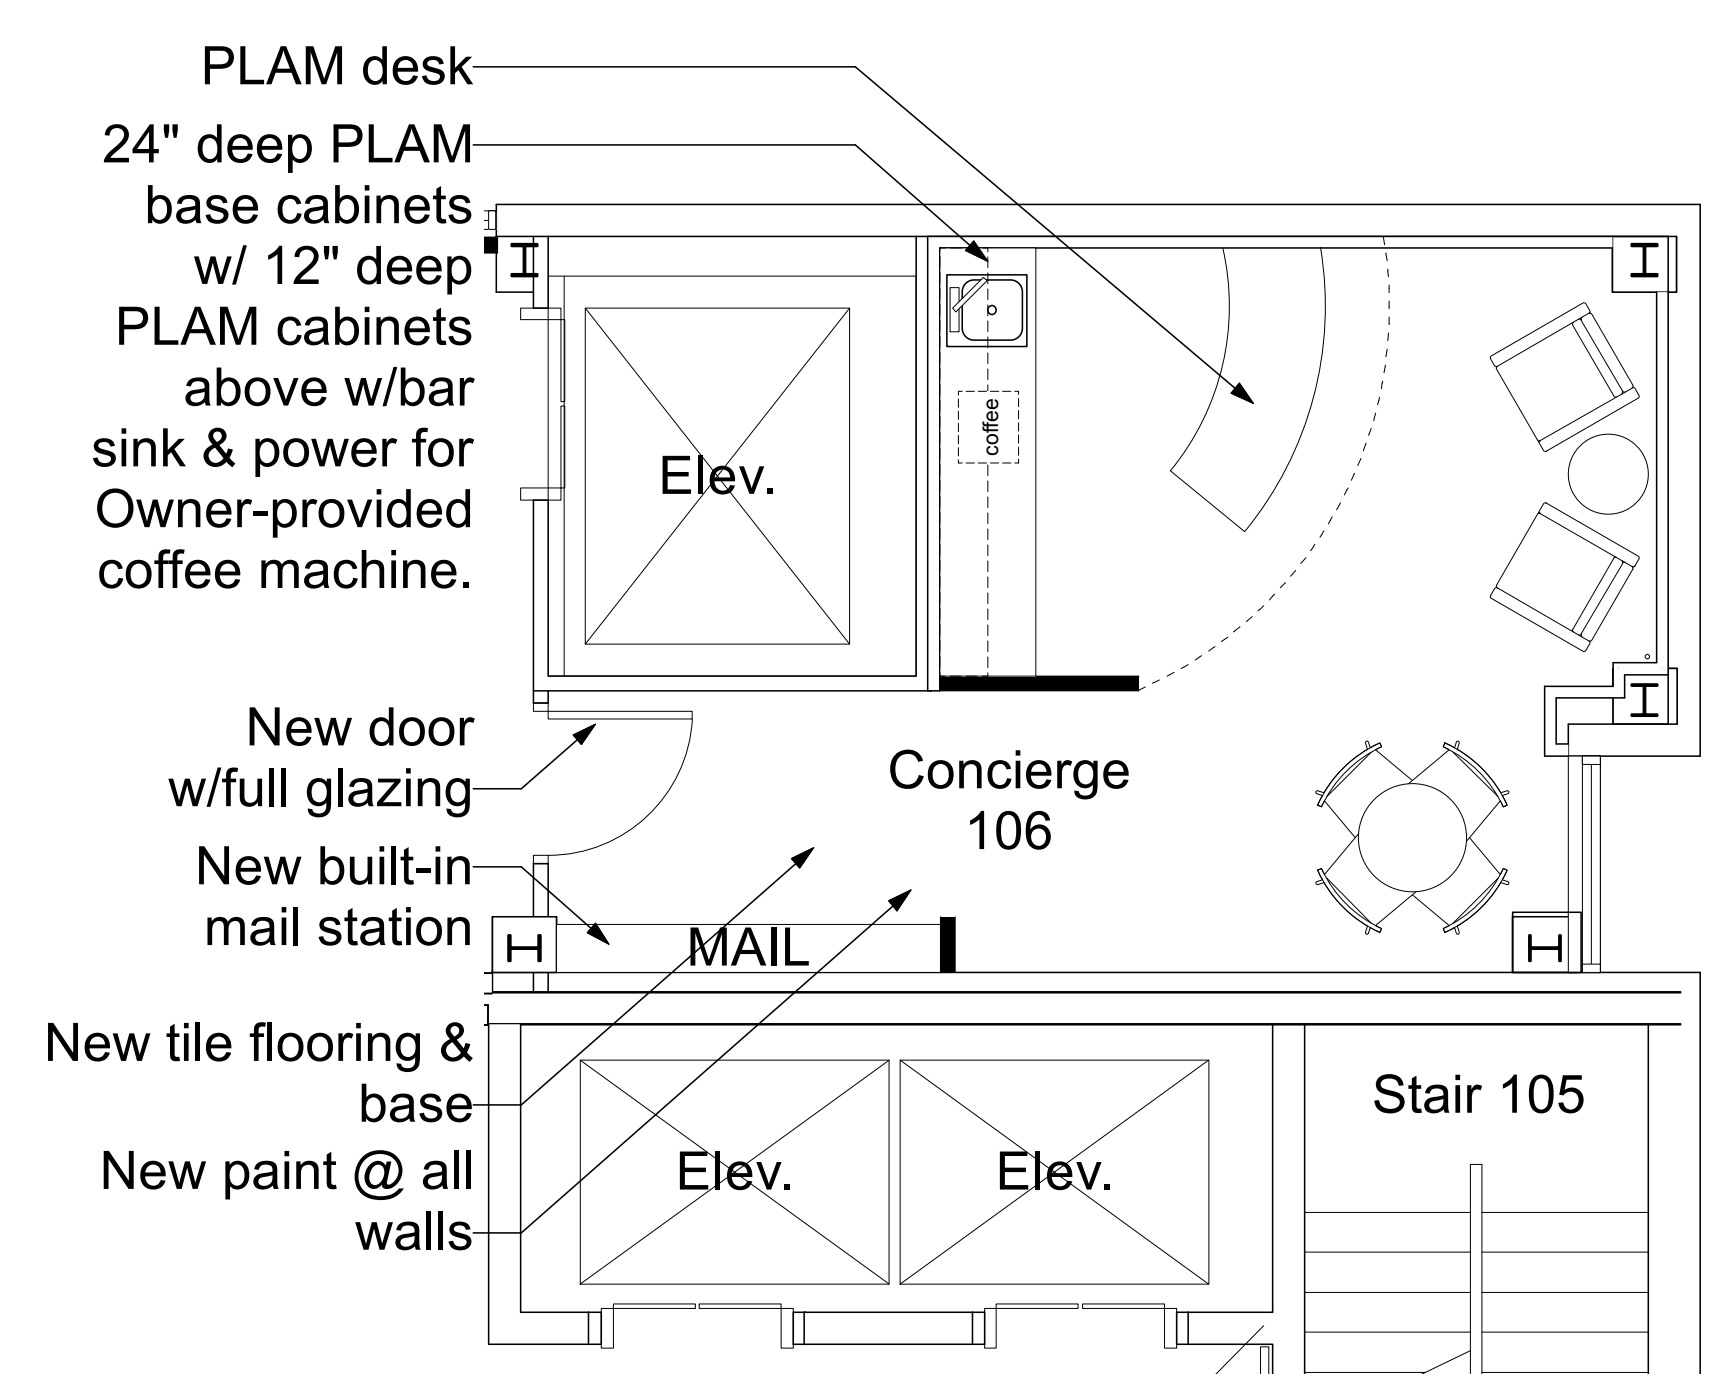 PLAM desk
24" deep PLAM
base cabinets
w/ 12" deep
PLAM cabinets
above w/bar
sink & power for
Owner-provided
coffee machine.
coffee
Elev.
New door
w/full glazing
Concierge
106
New built-in
mail station
MAIL
New tile flooring &
base
Stair 105
New paint @ all
walls
Elev.
Elev.